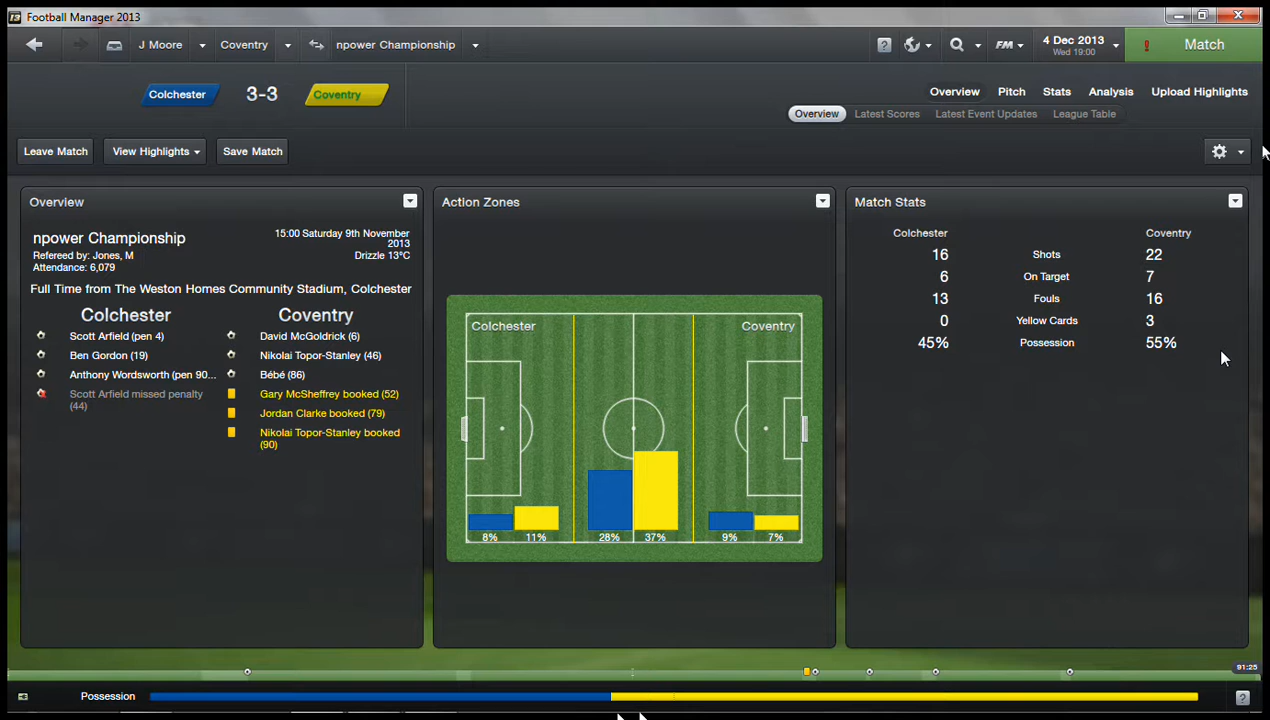 Football Manager 2013
J Moore
Coventry
npower Championship
FM
4 Dec 2013
Wed 19:00
Match
Colchester
3-3
Coventry
Overview
Pitch
Stats
Analysis
Upload Highlights
Overview
Latest Scores
Latest Event Updates
League Table
Leave Match
View Highlights
Save Match
Overview
npower Championship
15:00 Saturday 9th November
2013
Refereed by: Jones, M
Drizzle 13°C
Attendance: 6,079
Full Time from The Weston Homes Community Stadium, Colchester
Colchester
Scott Arfield (pen 4)
Ben Gordon (19)
Anthony Wordsworth (pen 90...
Scott Arfield missed penalty
(44)
Coventry
David McGoldrick (6)
Nikolai Topor-Stanley (46)
Bébé (86)
Gary McSheffrey booked (52)
Jordan Clarke booked (79)
Nikolai Topor-Stanley booked
(90)
Action Zones
Colchester
Coventry
8% 11% 28% 37% 9% 7%
Match Stats
Colchester Coventry
16 Shots 22
6 On Target 7
13 Fouls 16
0 Yellow Cards 3
45% Possession 55%
91:25
Possession